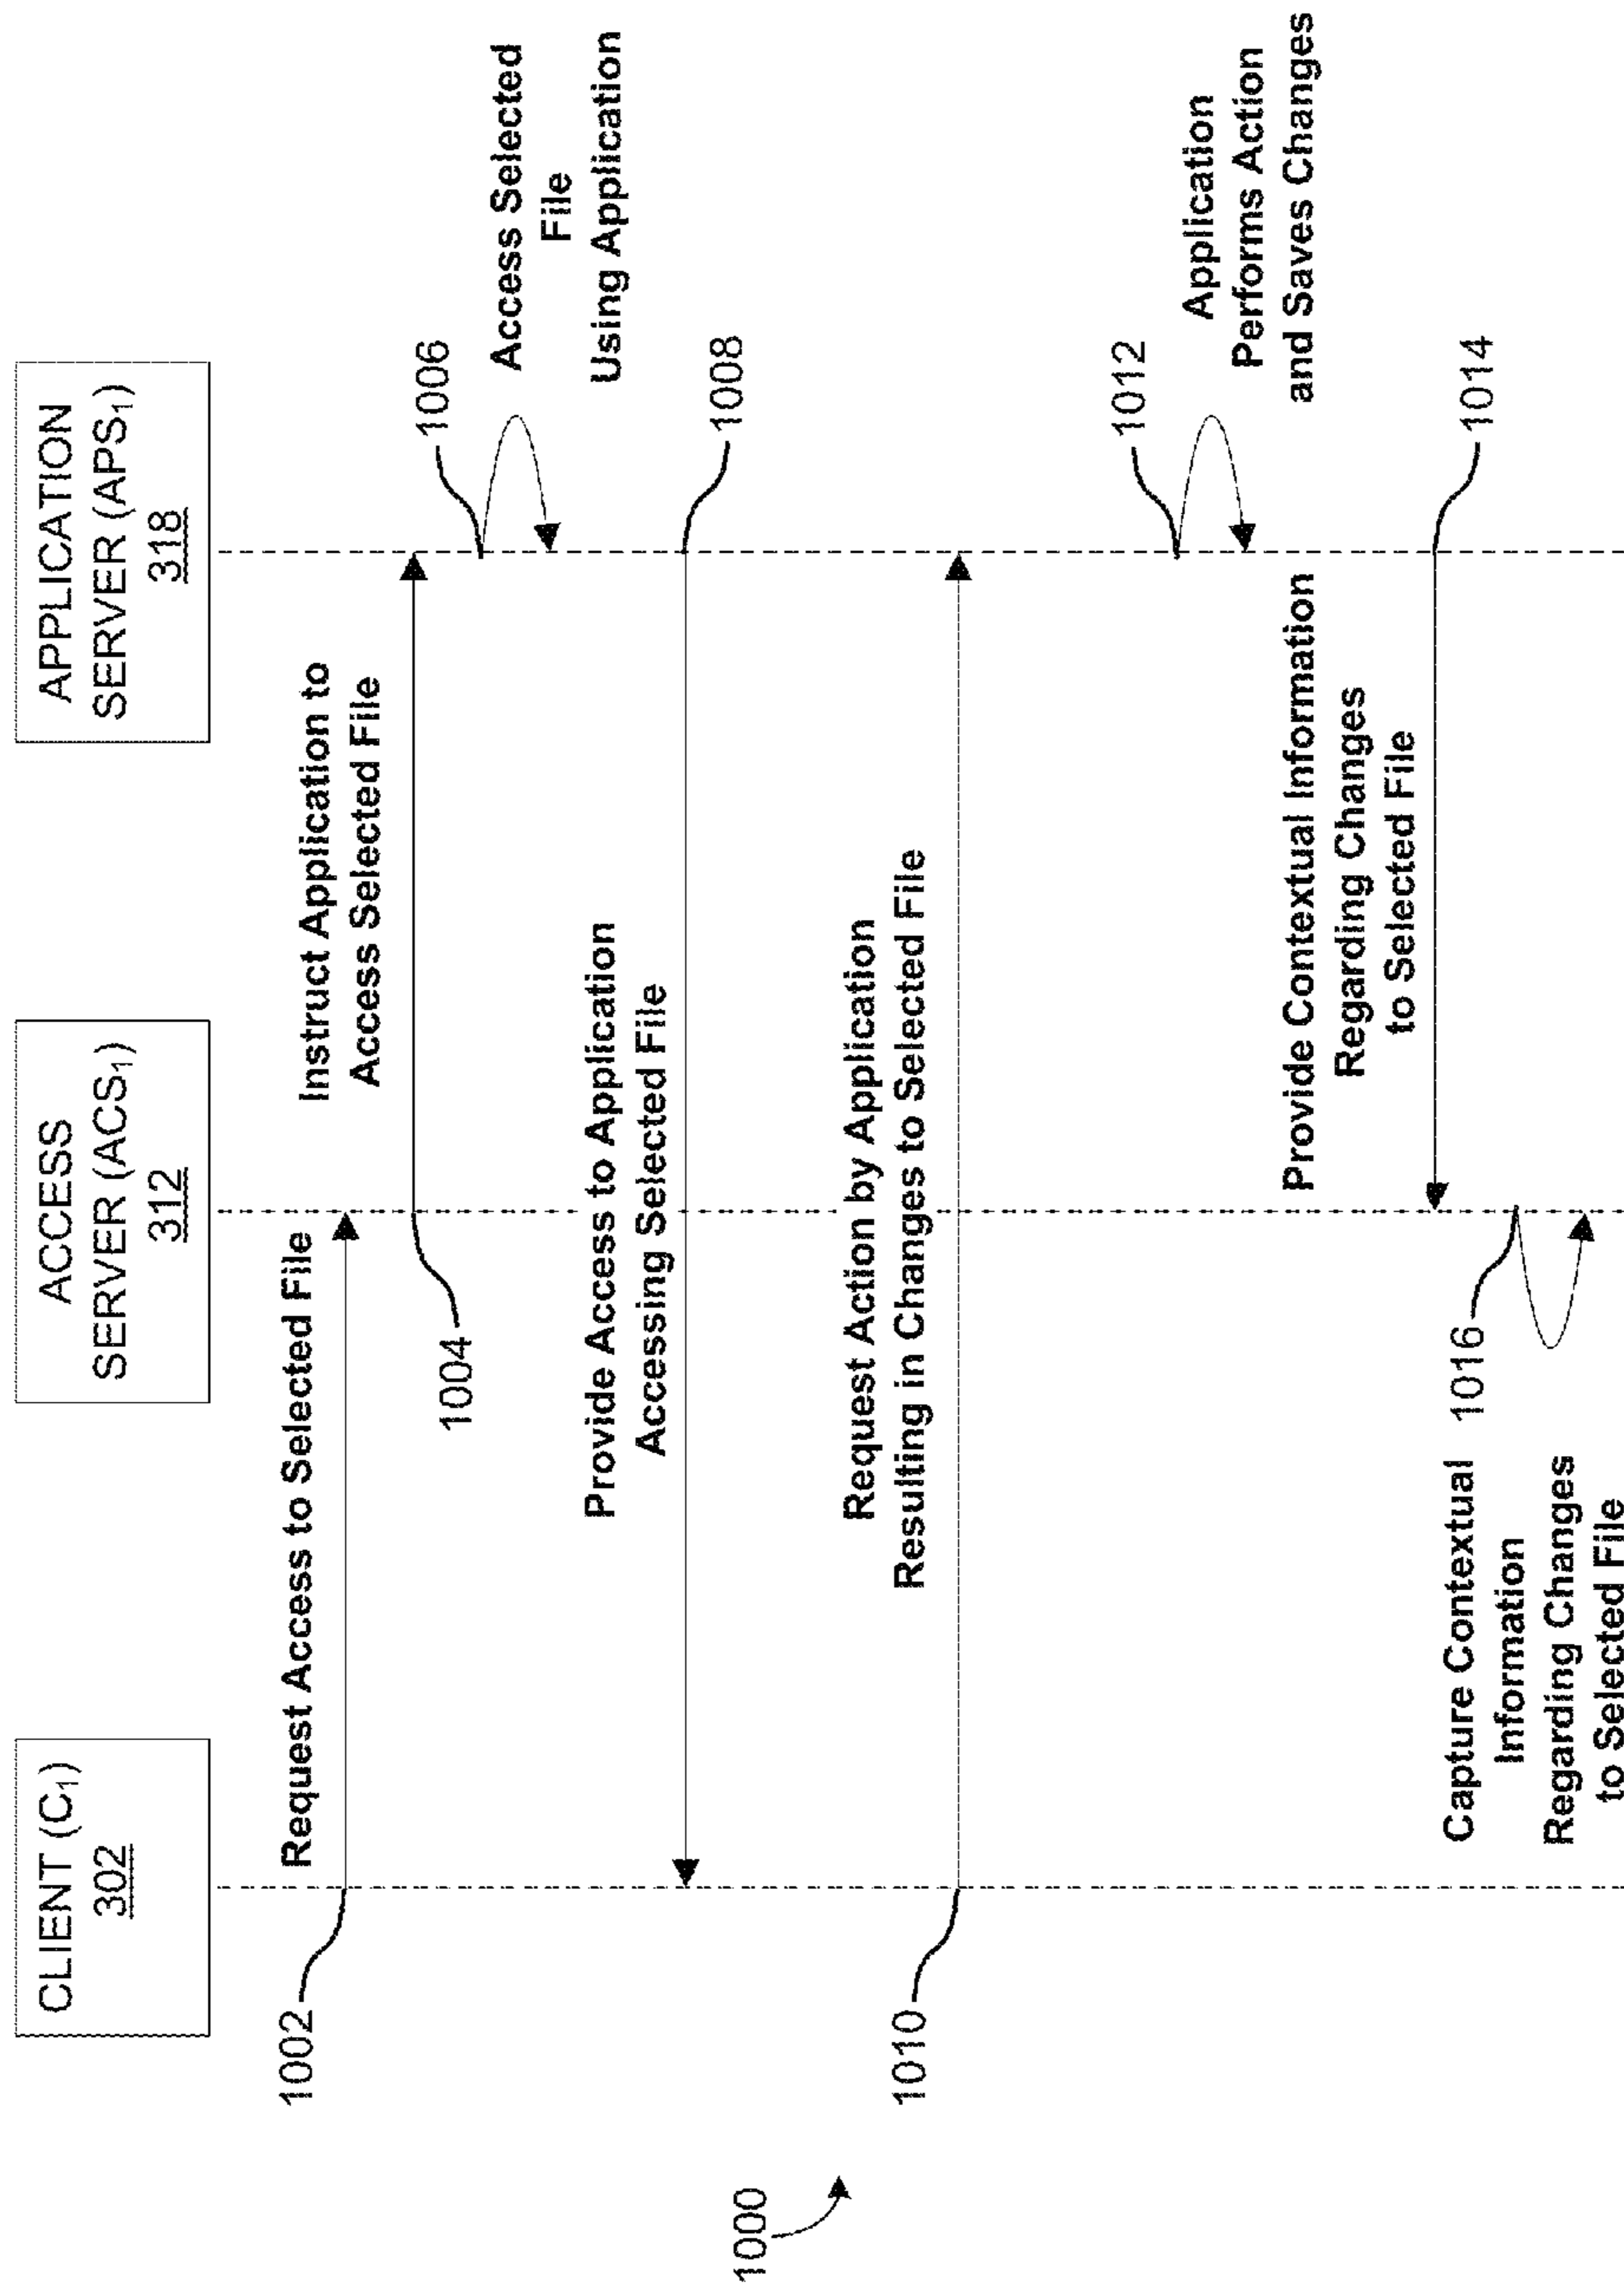 CLIENT (C₁)
302
ACCESS
SERVER (ACS₁)
312
APPLICATION
SERVER (APS₁)
318
1002
Request Access to Selected File
Instruct Application to
Access Selected File
1004
1006
Access Selected
File
Using Application
Provide Access to Application
Accessing Selected File
1008
1000
1010
Request Action by Application
Resulting in Changes to Selected File
1012
Application
Performs Action
and Saves Changes
Provide Contextual Information
Regarding Changes
to Selected File
1014
1016
Capture Contextual
Information
Regarding Changes
to Selected File